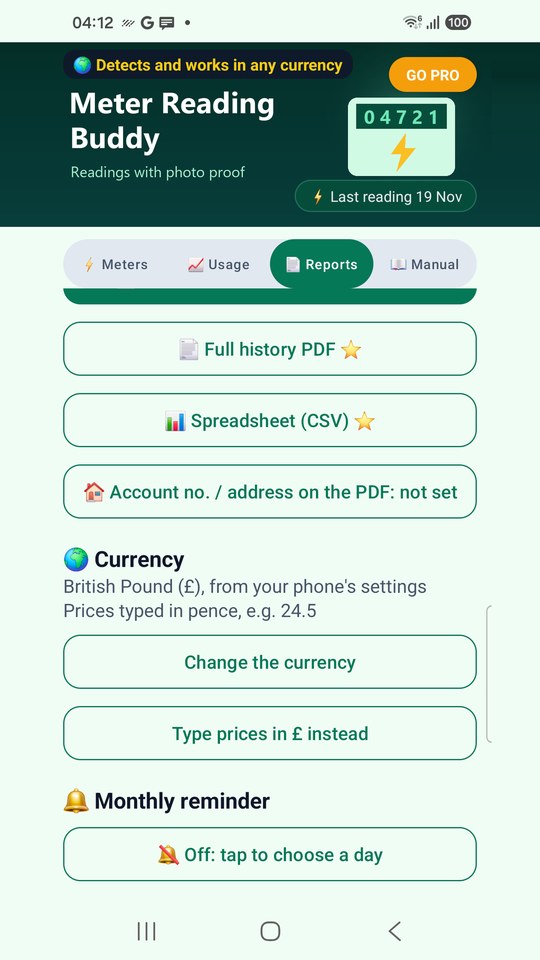 04:12
100
Detects and works in any currency
GO PRO
Meter Reading
Buddy
04721
Readings with photo proof
Last reading 19 Nov
Meters
Usage
Reports
Manual
Full history PDF
Spreadsheet (CSV)
Account no. / address on the PDF: not set
Currency
British Pound (£), from your phone's settings
Prices typed in pence, e.g. 24.5
Change the currency
Type prices in £ instead
Monthly reminder
Off: tap to choose a day